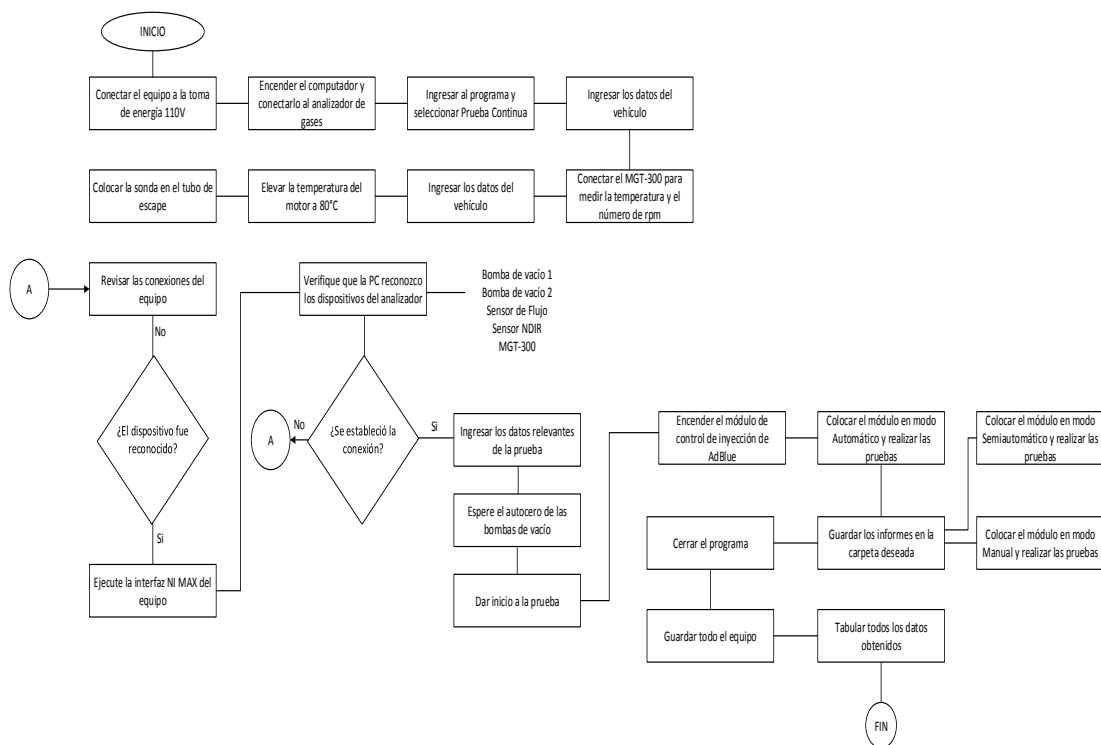 INICIO
Conectar el equipo a la toma
de energía 110V
Encender el computador y
conectarlo al analizador de
gases
Ingresar al programa y
seleccionar Prueba Continua
Ingresar los datos del
vehículo
Colocar la sonda en el tubo de
escape
Elevar la temperatura del
motor a 80°C
Ingresar los datos del
vehículo
Conectar el MGT-300 para
medir la temperatura y el
número de rpm
A
Revisar las conexiones del
equipo
No
¿El dispositivo fue
reconocido?
Si
Ejecute la interfaz NI MAX del
equipo
Verifique que la PC reconozco
los dispositivos del analizador
Bomba de vacío 1
Bomba de vacío 2
Sensor de Flujo
Sensor NDIR
MGT-300
A
No
¿Se estableció la
conexión?
Si
Ingresar los datos relevantes
de la prueba
Espere el autocero de las
bombas de vacío
Dar inicio a la prueba
Encender el módulo de
control de inyección de
AdBlue
Colocar el módulo en modo
Automático y realizar las
pruebas
Colocar el módulo en modo
Semiautomático y realizar las
pruebas
Cerrar el programa
Guardar los informes en la
carpeta deseada
Colocar el módulo en modo
Manual y realizar las pruebas
Guardar todo el equipo
Tabular todos los datos
obtenidos
FIN